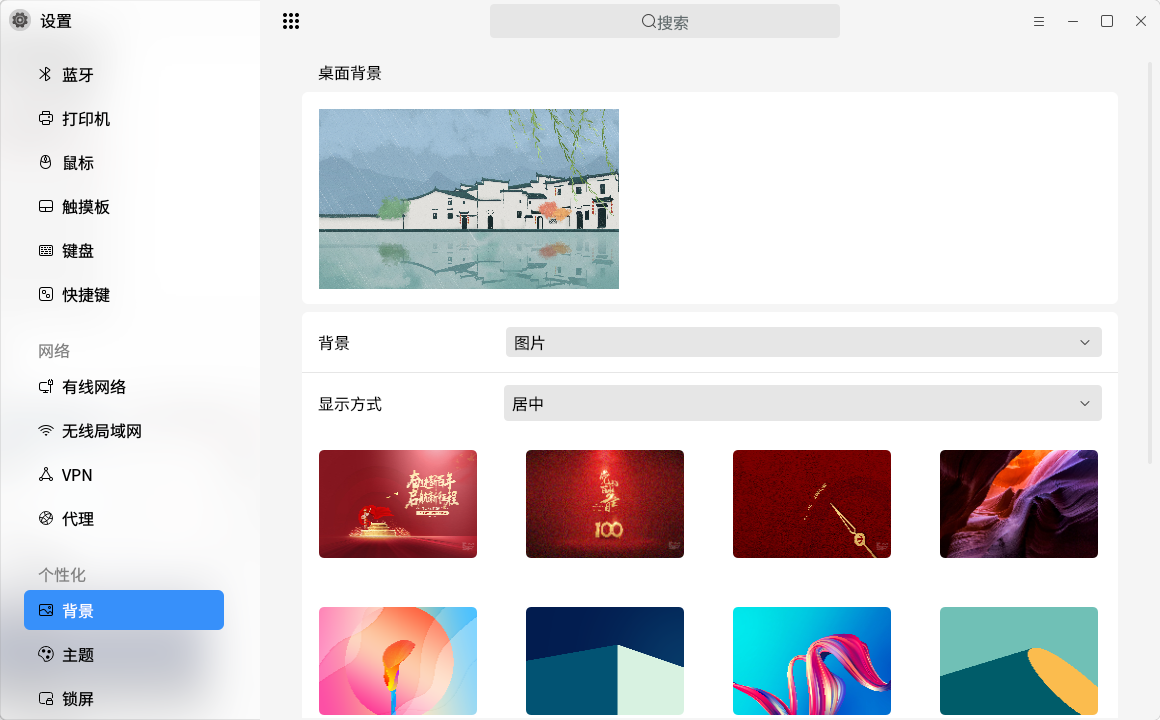 设置
搜索
蓝牙
打印机
鼠标
触摸板
键盘
快捷键
网络
有线网络
无线局域网
VPN
代理
个性化
背景
主题
锁屏
桌面背景
背景
图片
显示方式
居中
奋进百年
启航新征程
100